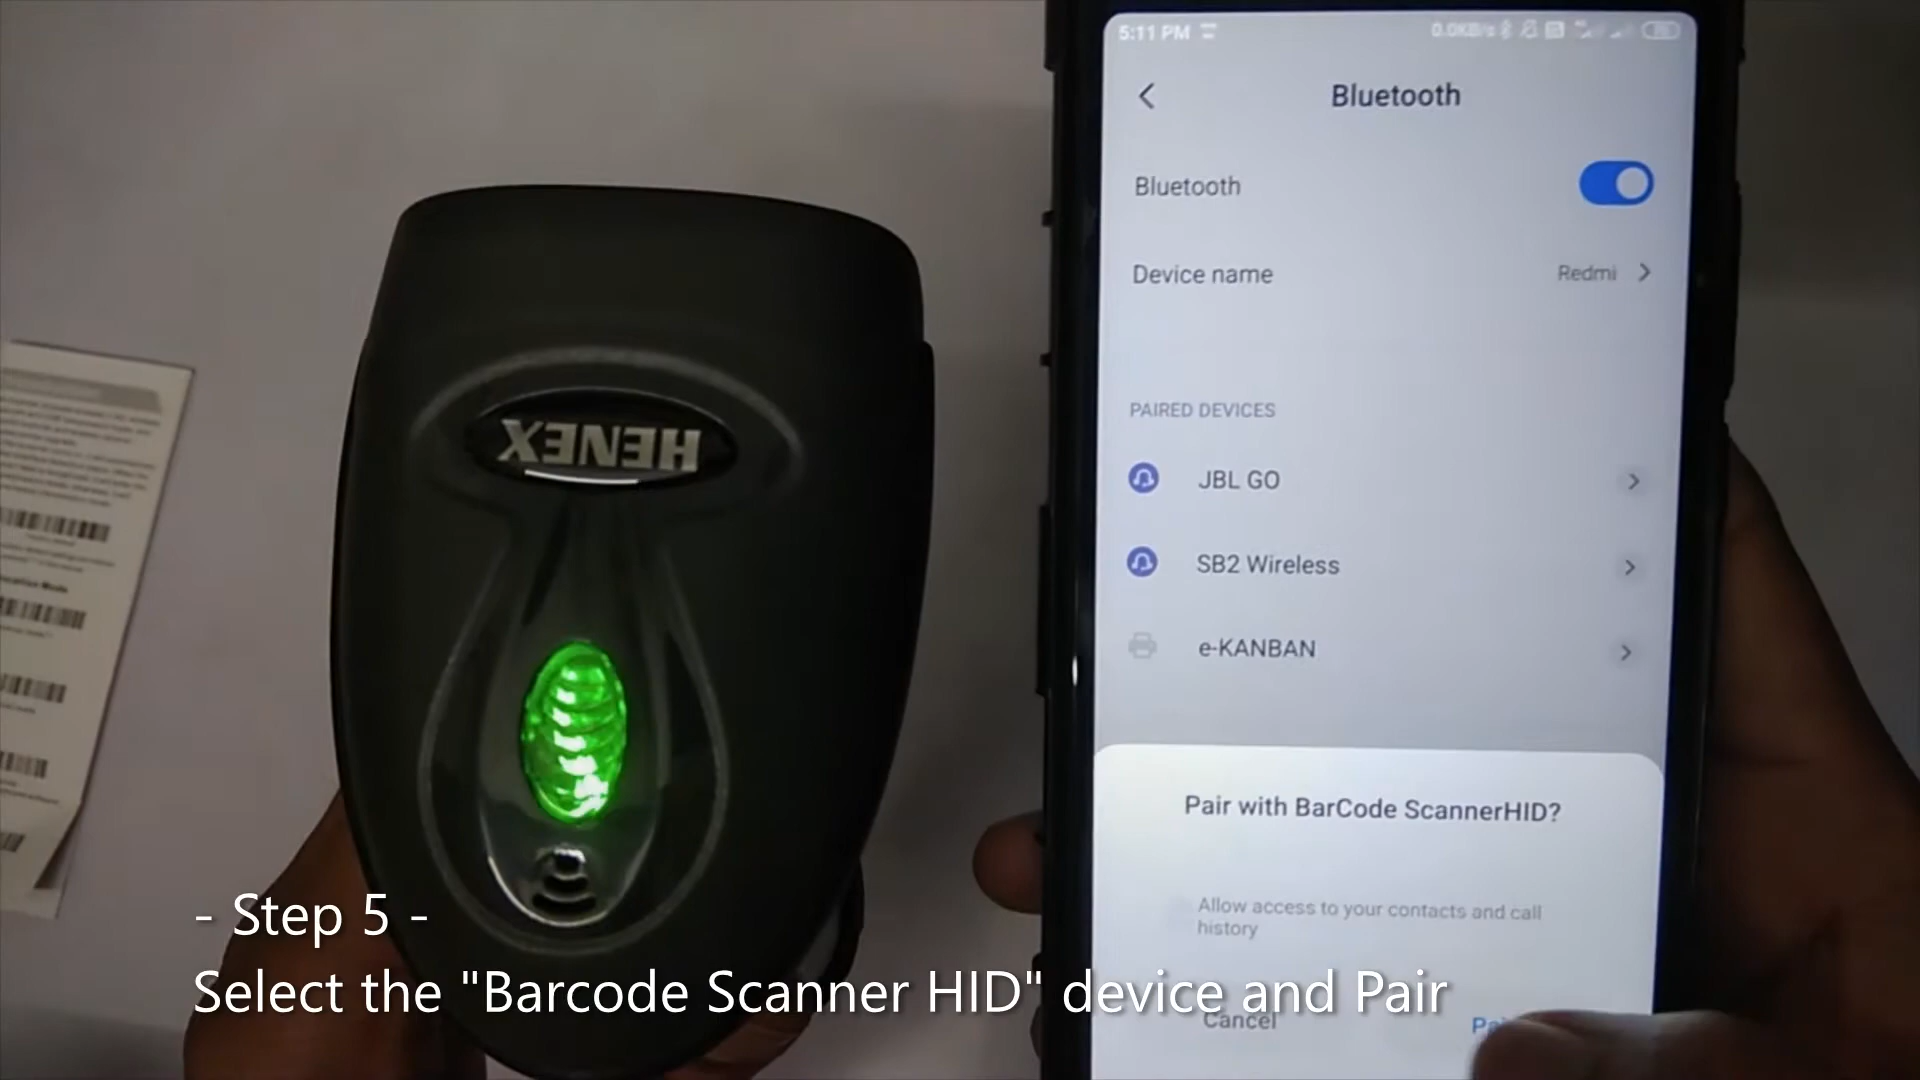 5:11 PM
Bluetooth
Bluetooth
Device name
Redmi
PAIRED DEVICES
JBL GO
SB2 Wireless
e-KANBAN
Pair with BarCode ScannerHID?
Allow access to your contacts and call
history
Cancel
HENEX
- Step 5 -
Select the "Barcode Scanner HID" device and Pair